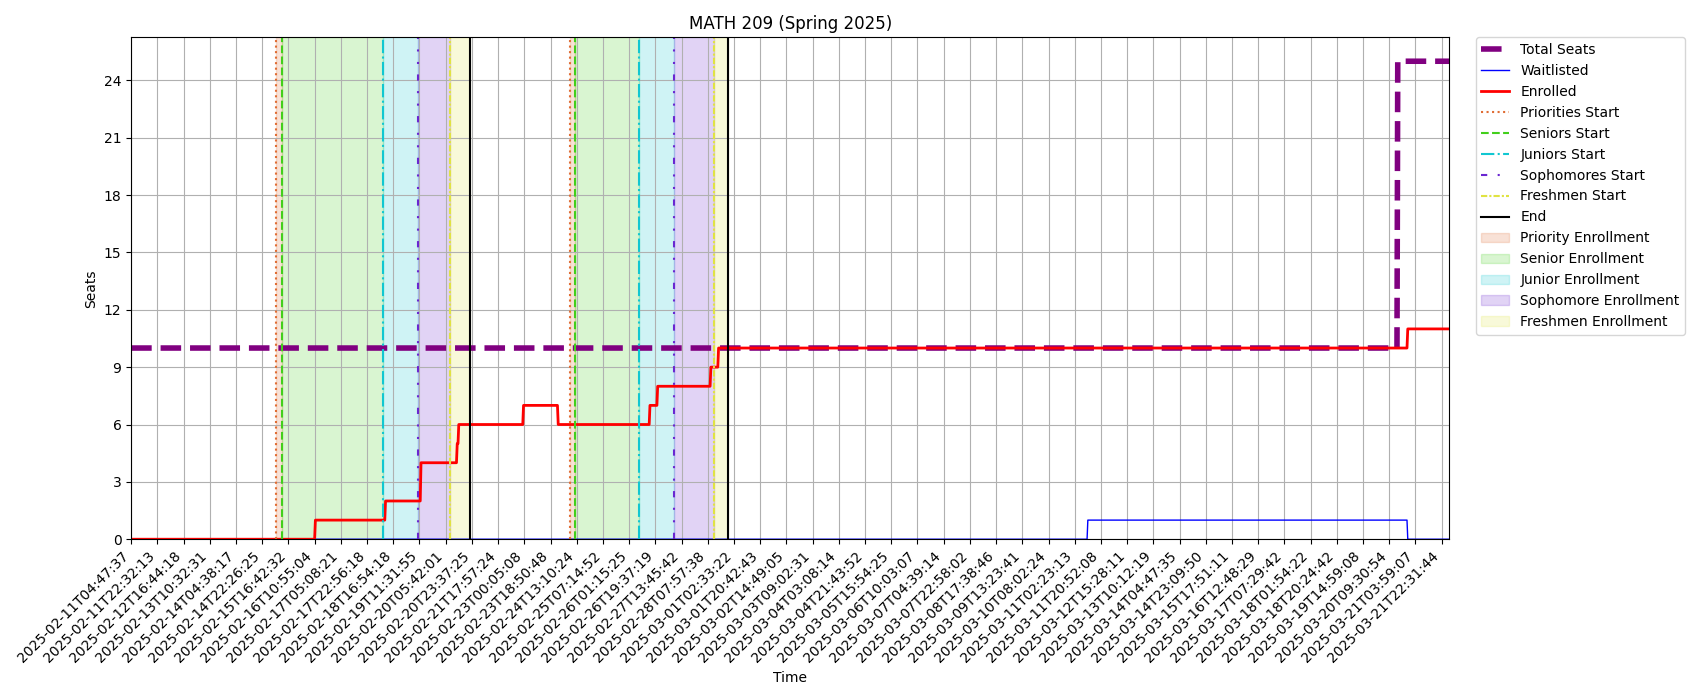 MATH 209 (Spring 2025)
Seats
24
21
18
15
12
9
6
3
0
2025-02-11T04:47:37
2025-02-11T22:32:13
2025-02-12T16:44:18
2025-02-13T10:32:31
2025-02-14T04:38:17
2025-02-14T22:26:25
2025-02-15T16:42:32
2025-02-16T10:55:04
2025-02-17T05:08:21
2025-02-17T22:56:18
2025-02-18T16:54:18
2025-02-19T11:31:55
2025-02-20T05:42:01
2025-02-20T23:37:25
2025-02-21T17:57:24
2025-02-23T00:05:08
2025-02-23T18:50:48
2025-02-24T13:10:24
2025-02-25T07:14:52
2025-02-26T01:15:25
2025-02-26T19:37:19
2025-02-27T13:45:42
2025-02-28T07:57:38
2025-03-01T02:33:22
2025-03-01T20:42:43
2025-03-02T14:49:05
2025-03-03T09:02:31
2025-03-04T03:08:14
2025-03-04T21:43:52
2025-03-05T15:54:25
2025-03-06T10:03:07
2025-03-07T04:39:14
2025-03-07T22:58:02
2025-03-08T17:38:46
2025-03-09T13:23:41
2025-03-10T08:02:24
2025-03-11T02:23:13
2025-03-11T20:52:08
2025-03-12T15:28:11
2025-03-13T10:12:19
2025-03-14T04:47:35
2025-03-14T23:09:50
2025-03-15T17:51:11
2025-03-16T12:48:29
2025-03-17T07:29:42
2025-03-18T01:54:22
2025-03-18T20:24:42
2025-03-19T14:59:08
2025-03-20T09:30:54
2025-03-21T03:59:07
2025-03-21T22:31:44
Time
Total Seats
Waitlisted
Enrolled
Priorities Start
Seniors Start
Juniors Start
Sophomores Start
Freshmen Start
End
Priority Enrollment
Senior Enrollment
Junior Enrollment
Sophomore Enrollment
Freshmen Enrollment